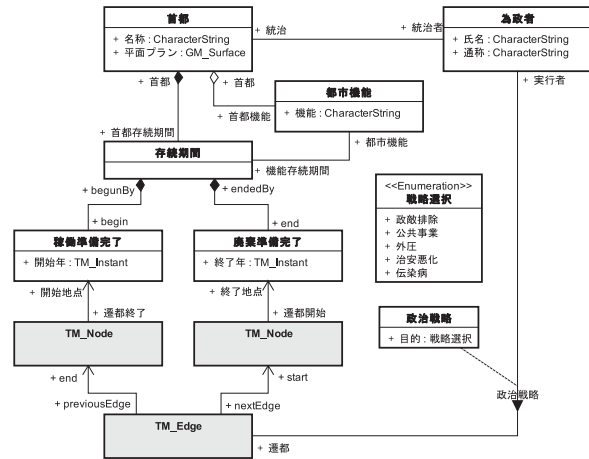 首都
+ 名称 : CharacterString
+ 平面プラン : GM_Surface
+ 統治
+ 統治者
為政者
+ 氏名 : CharacterString
+ 通称 : CharacterString
+ 首都
+ 首都
+ 実行者
都市機能
+ 機能 : CharacterString
+ 首都機能
+ 首都存続期間
+ 都市機能
存続期間
+ 機能存続期間
+ begunBy
+ endedBy
<<Enumeration>>
戦略選択
+ 政敵排除
+ 公共事業
+ 外圧
+ 治安悪化
+ 伝染病
+ begin
+ end
稼働準備完了
+ 開始年 : TM_Instant
廃棄準備完了
+ 終了年 : TM_Instant
+ 開始地点
+ 終了地点
+ 遷都終了
+ 遷都開始
TM_Node
TM_Node
政治戦略
+ 目的 : 戦略選択
+ end
+ start
+ previousEdge
+ nextEdge
政治戦略
TM_Edge
+ 遷都